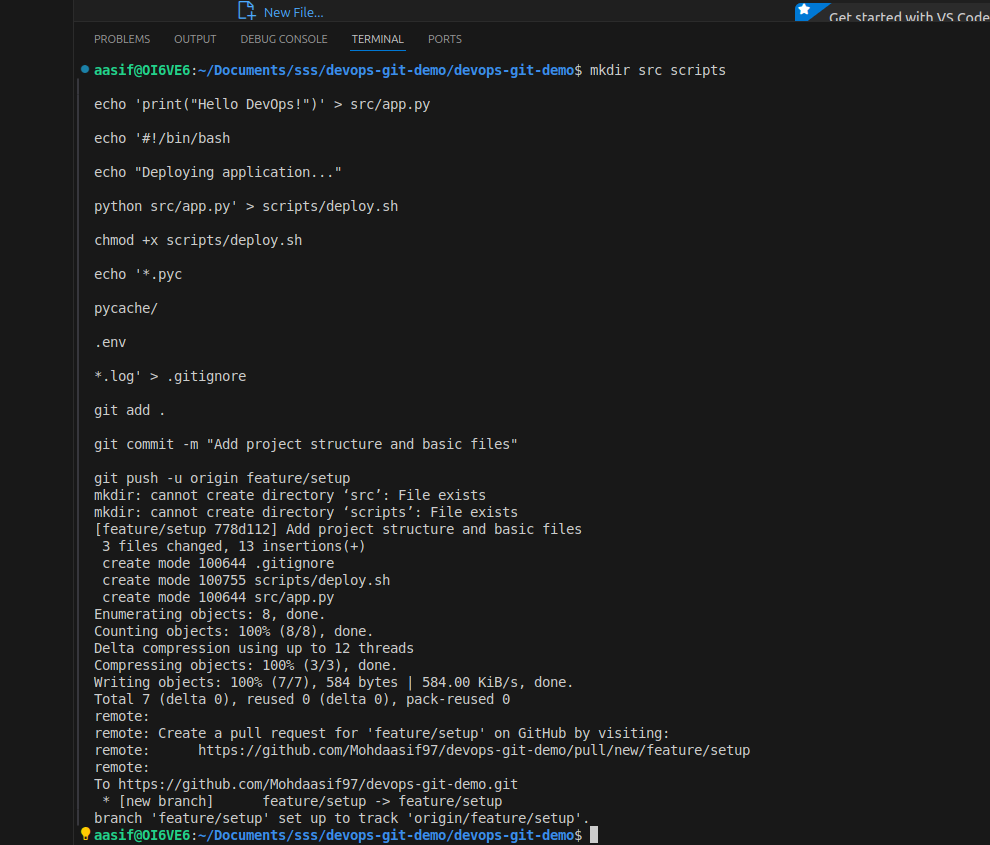 New File...
Get started with VS Code
PROBLEMS OUTPUT DEBUG CONSOLE TERMINAL PORTS
aasif@OI6VE6:~/Documents/sss/devops-git-demo/devops-git-demo$ mkdir src scripts
echo 'print("Hello DevOps!")' > src/app.py
echo '#!/bin/bash
echo "Deploying application..."
python src/app.py' > scripts/deploy.sh
chmod +x scripts/deploy.sh
echo '*.pyc
pycache/
.env
*.log' > .gitignore
git add .
git commit -m "Add project structure and basic files"
git push -u origin feature/setup
mkdir: cannot create directory ‘src’: File exists
mkdir: cannot create directory ‘scripts’: File exists
[feature/setup 778d112] Add project structure and basic files
 3 files changed, 13 insertions(+)
 create mode 100644 .gitignore
 create mode 100755 scripts/deploy.sh
 create mode 100644 src/app.py
Enumerating objects: 8, done.
Counting objects: 100% (8/8), done.
Delta compression using up to 12 threads
Compressing objects: 100% (3/3), done.
Writing objects: 100% (7/7), 584 bytes | 584.00 KiB/s, done.
Total 7 (delta 0), reused 0 (delta 0), pack-reused 0
remote:
remote: Create a pull request for 'feature/setup' on GitHub by visiting:
remote:      https://github.com/Mohdaasif97/devops-git-demo/pull/new/feature/setup
remote:
To https://github.com/Mohdaasif97/devops-git-demo.git
 * [new branch]      feature/setup -> feature/setup
branch 'feature/setup' set up to track 'origin/feature/setup'.
aasif@OI6VE6:~/Documents/sss/devops-git-demo/devops-git-demo$